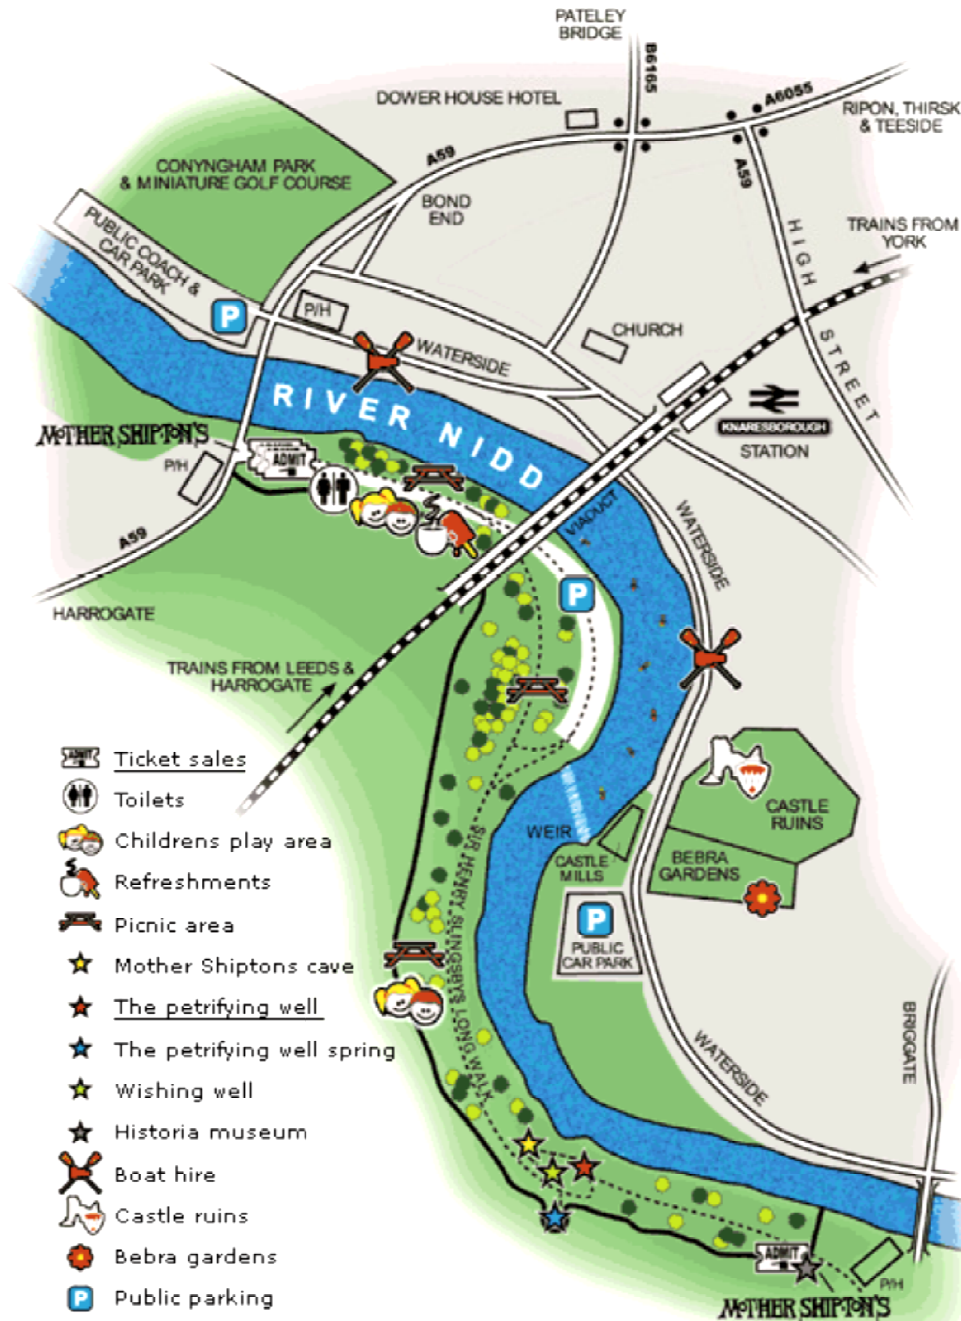 PATELEY
BRIDGE
B6165
DOWER HOUSE HOTEL
A6055
RIPON, THIRSK
& TEESIDE
A59
A59
CONYNGHAM PARK
& MINIATURE GOLF COURSE
BOND
END
HIGH STREET
TRAINS FROM
YORK
PUBLIC COACH &
CAR PARK
P
P/H
WATERSIDE
CHURCH
RIVER NIDD
KNARESBOROUGH
STATION
MOTHER SHIPTON'S
P/H
ADMIT
VIADUCT
WATERSIDE
A59
HARROGATE
P
TRAINS FROM LEEDS &
HARROGATE
CASTLE
RUINS
WEIR
CASTLE
MILLS
BEBRA
GARDENS
P
PUBLIC
CAR PARK
SIR HENRY SLINGSBYS LONG WALK
WATERSIDE
BRIGGATE
ADMIT
P/H
MOTHER SHIPTON'S
ADMIT
Ticket sales
Toilets
Childrens play area
Refreshments
Picnic area
Mother Shiptons cave
The petrifying well
The petrifying well spring
Wishing well
Historia museum
Boat hire
Castle ruins
Bebra gardens
P
Public parking